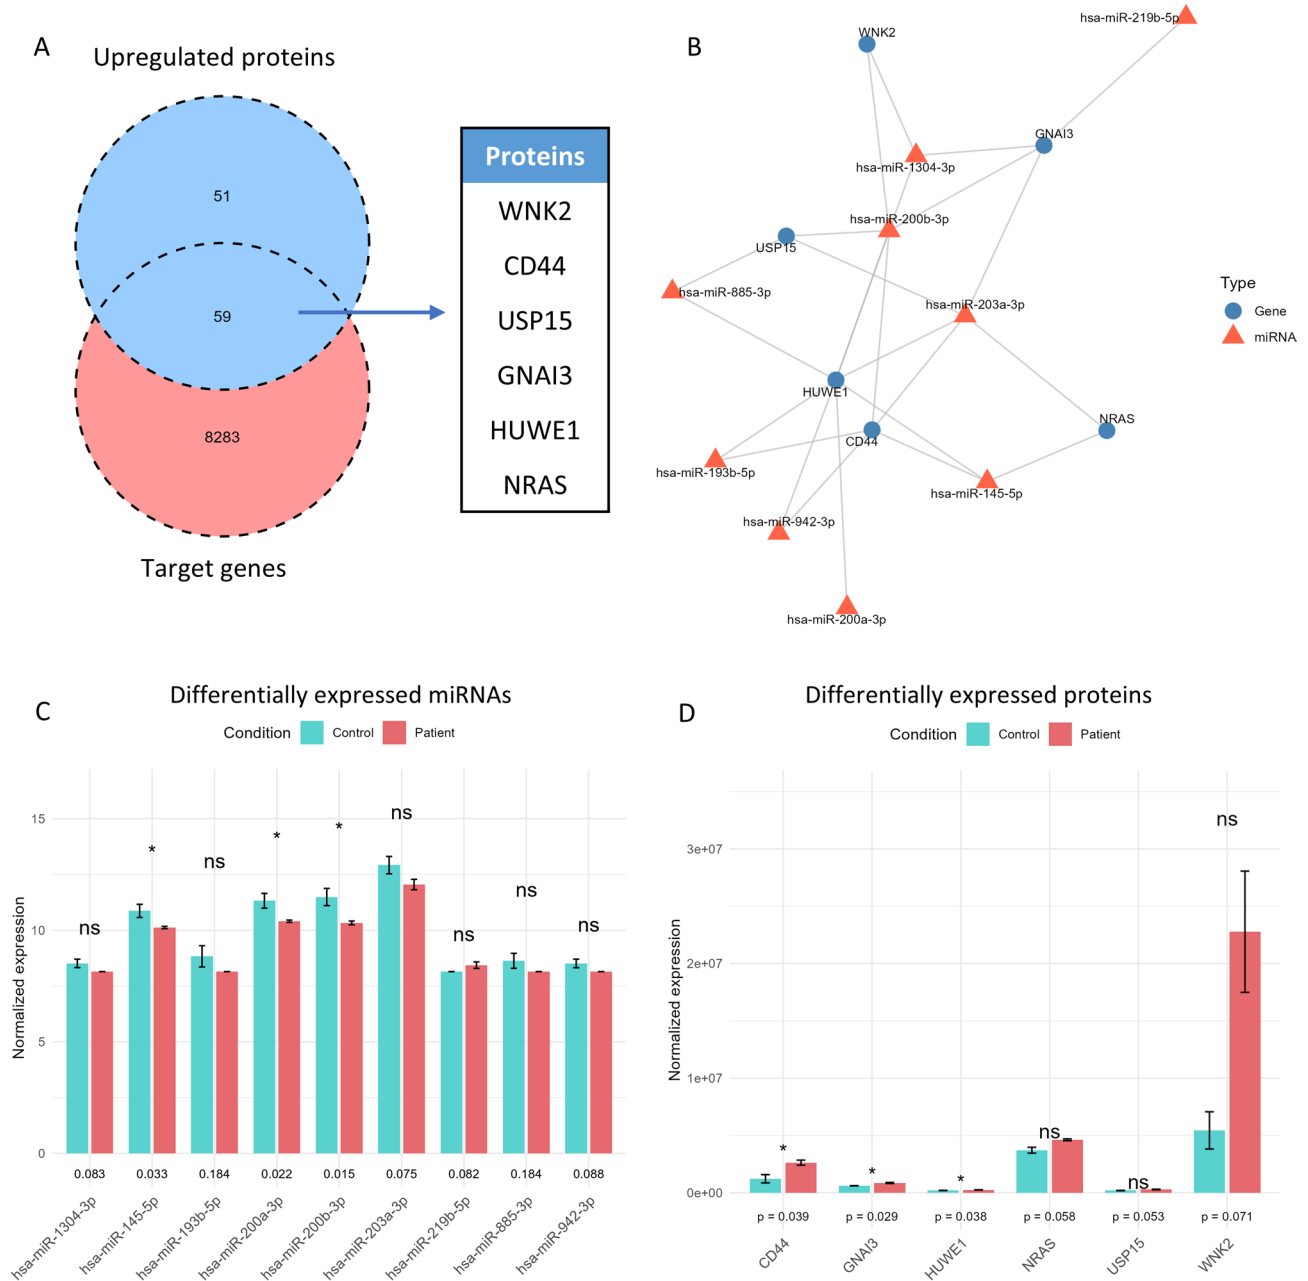 A
Upregulated proteins
51
59
8283
Target genes
Proteins
WNK2
CD44
USP15
GNAI3
HUWE1
NRAS
B
hsa-miR-219b-5p
WNK2
GNAI3
hsa-miR-1304-3p
hsa-miR-200b-3p
USP15
hsa-miR-885-3p
hsa-miR-203a-3p
HUWE1
NRAS
CD44
hsa-miR-193b-5p
hsa-miR-145-5p
hsa-miR-942-3p
hsa-miR-200a-3p
Type
Gene
miRNA
C
Differentially expressed miRNAs
Condition Control Patient
Normalized expression
15
10
5
0
ns * ns * * ns ns ns ns
0.083 0.033 0.184 0.022 0.015 0.075 0.082 0.184 0.088
hsa-miR-1304-3p
hsa-miR-145-5p
hsa-miR-193b-5p
hsa-miR-200a-3p
hsa-miR-200b-3p
hsa-miR-203a-3p
hsa-miR-219b-5p
hsa-miR-885-3p
hsa-miR-942-3p
D
Differentially expressed proteins
Condition Control Patient
Normalized expression
3e+07
2e+07
1e+07
0e+00
* * * ns ns ns
p = 0.039 p = 0.029 p = 0.038 p = 0.058 p = 0.053 p = 0.071
CD44
GNAI3
HUWE1
NRAS
USP15
WNK2